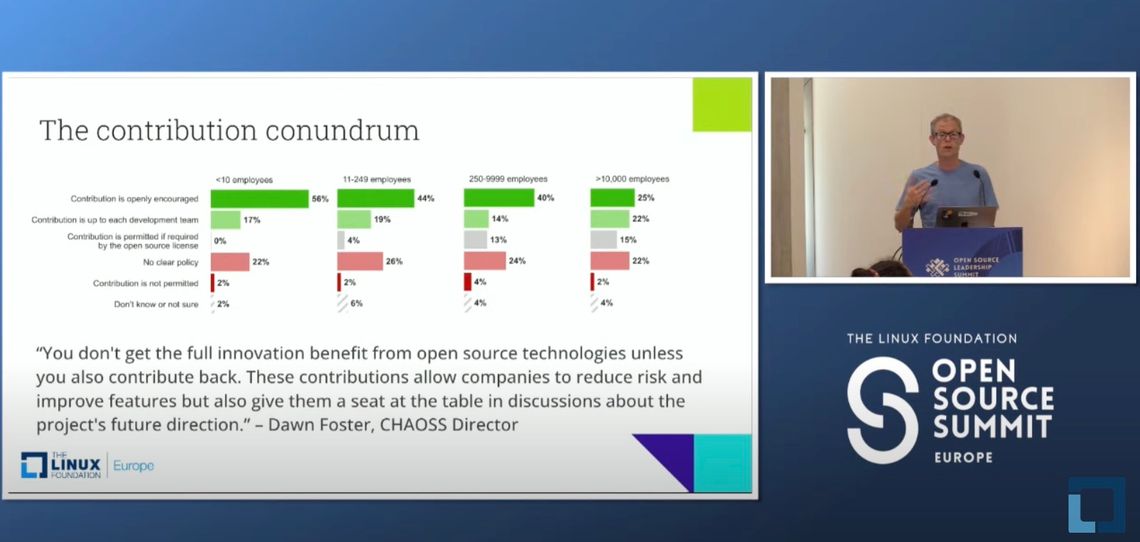 The contribution conundrum
<10 employees
11-249 employees
250-9999 employees
>10,000 employees
Contribution is openly encouraged
56%
44%
40%
25%
Contribution is up to each development team
17%
19%
14%
22%
Contribution is permitted if required
by the open source license
0%
4%
13%
15%
No clear policy
22%
26%
24%
22%
Contribution is not permitted
2%
2%
4%
2%
Don't know or not sure
2%
6%
4%
4%
“You don't get the full innovation benefit from open source technologies unless
you also contribute back. These contributions allow companies to reduce risk and
improve features but also give them a seat at the table in discussions about the
project's future direction.” – Dawn Foster, CHAOSS Director
THE
LINUX
FOUNDATION
Europe
OPEN SOURCE
LEADERSHIP
SUMMIT
THE LINUX FOUNDATION
OPEN
SOURCE
SUMMIT
EUROPE